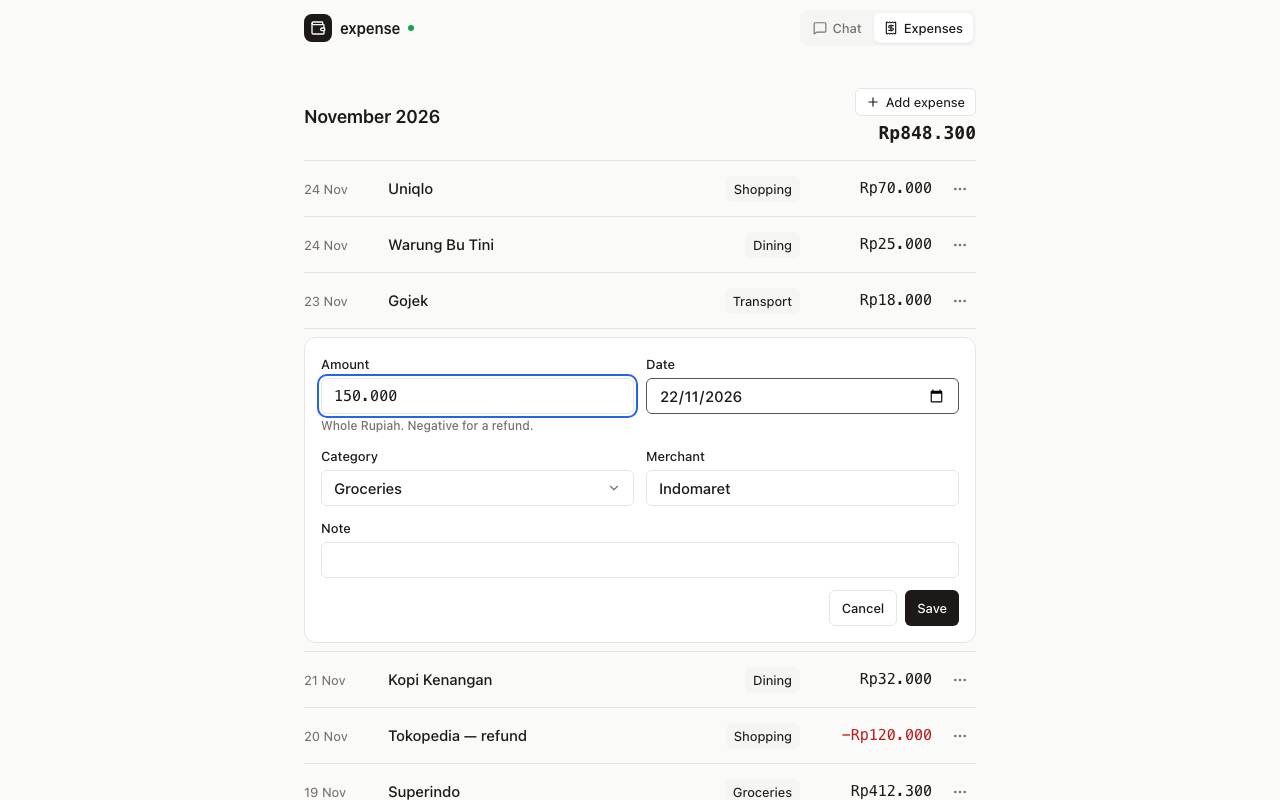 expense
Chat
Expenses
November 2026
Add expense
Rp848.300
24 Nov Uniqlo Shopping Rp70.000
24 Nov Warung Bu Tini Dining Rp25.000
23 Nov Gojek Transport Rp18.000
Amount Date
150.000 22/11/2026
Whole Rupiah. Negative for a refund.
Category Merchant
Groceries Indomaret
Note
Cancel Save
21 Nov Kopi Kenangan Dining Rp32.000
20 Nov Tokopedia — refund Shopping −Rp120.000
19 Nov Superindo Groceries Rp412.300